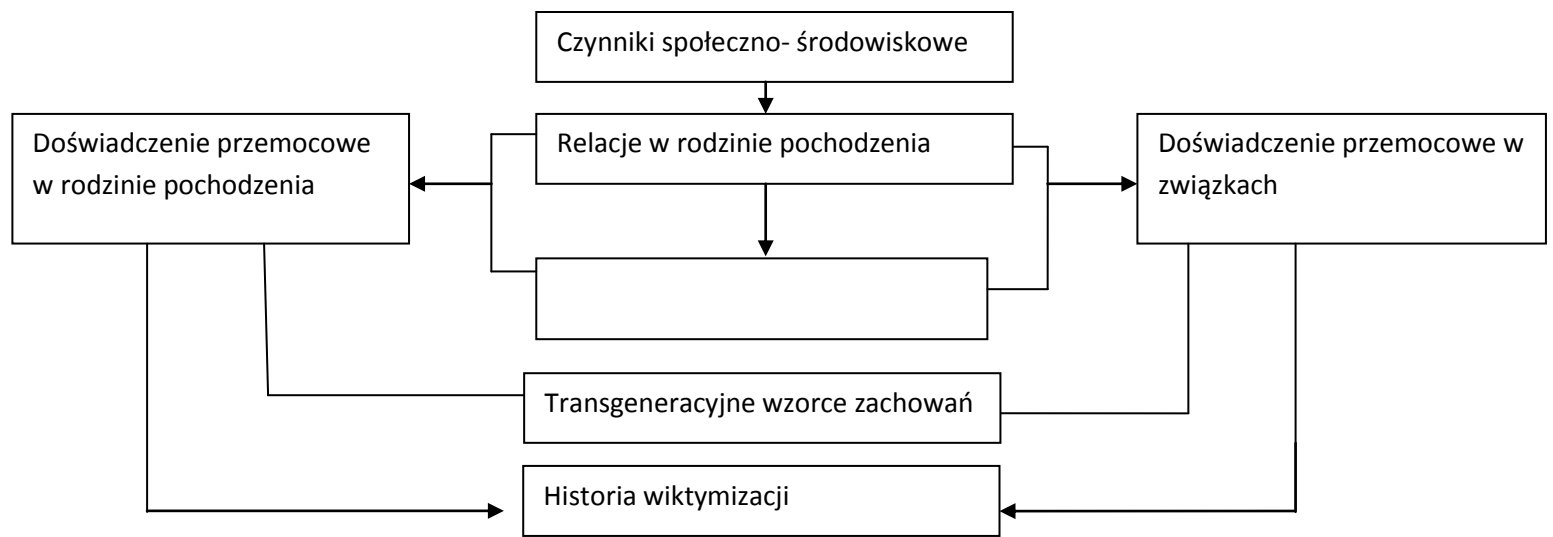 Czynniki społeczno- środowiskowe
Doświadczenie przemocowe
w rodzinie pochodzenia
Relacje w rodzinie pochodzenia
Doświadczenie przemocowe w
związkach
Transgeneracyjne wzorce zachowań
Historia wiktymizacji